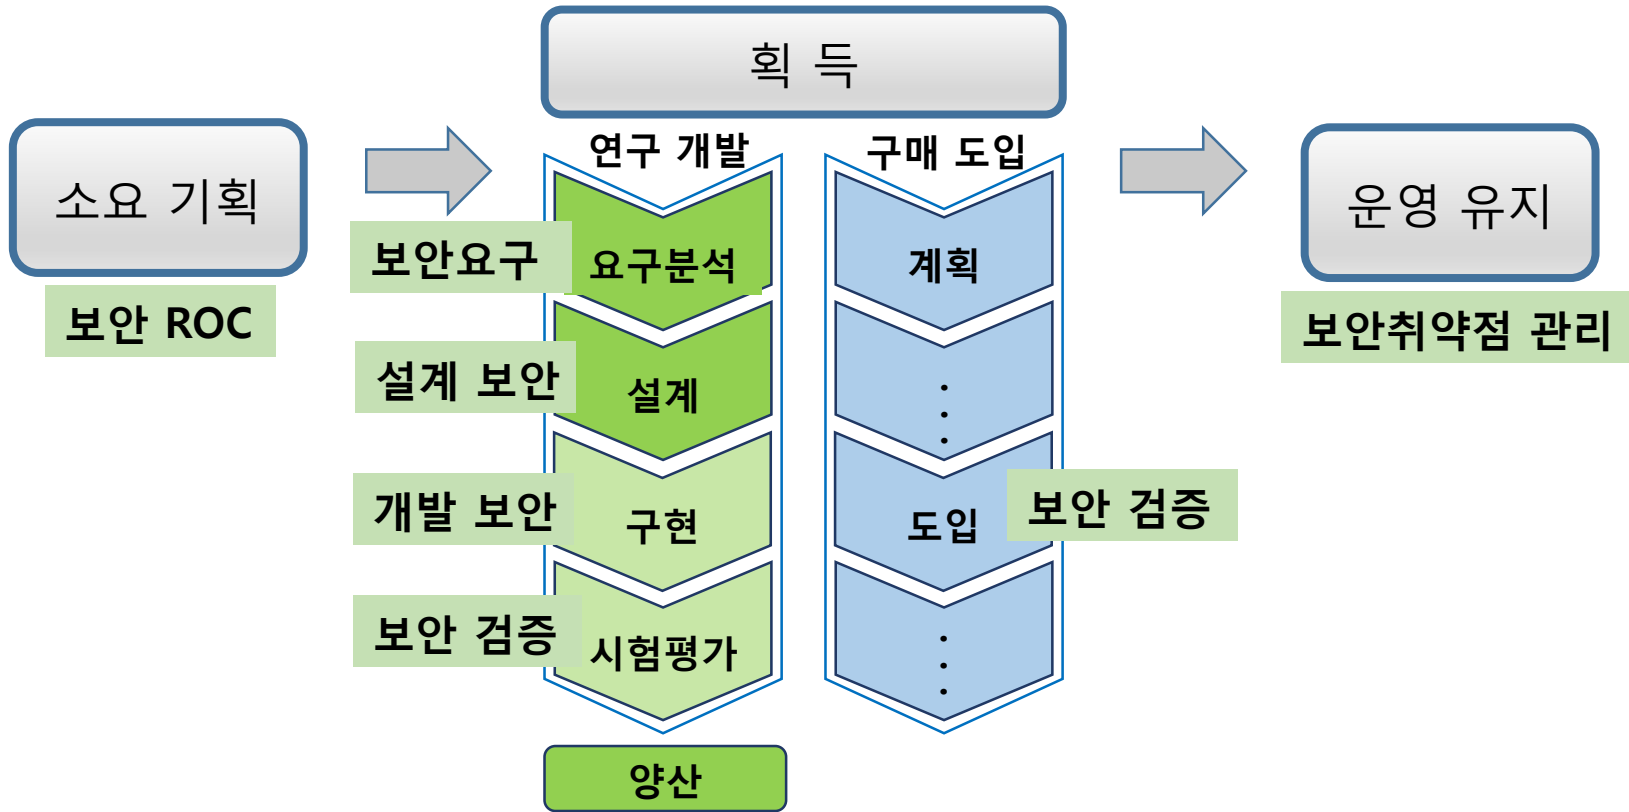 획 득
소요 기획
보안 ROC
연구 개발
보안요구
요구분석
설계 보안
설계
개발 보안
구현
보안 검증
시험평가
양산
구매 도입
계획
.
.
.
도입
보안 검증
.
.
.
운영 유지
보안취약점 관리